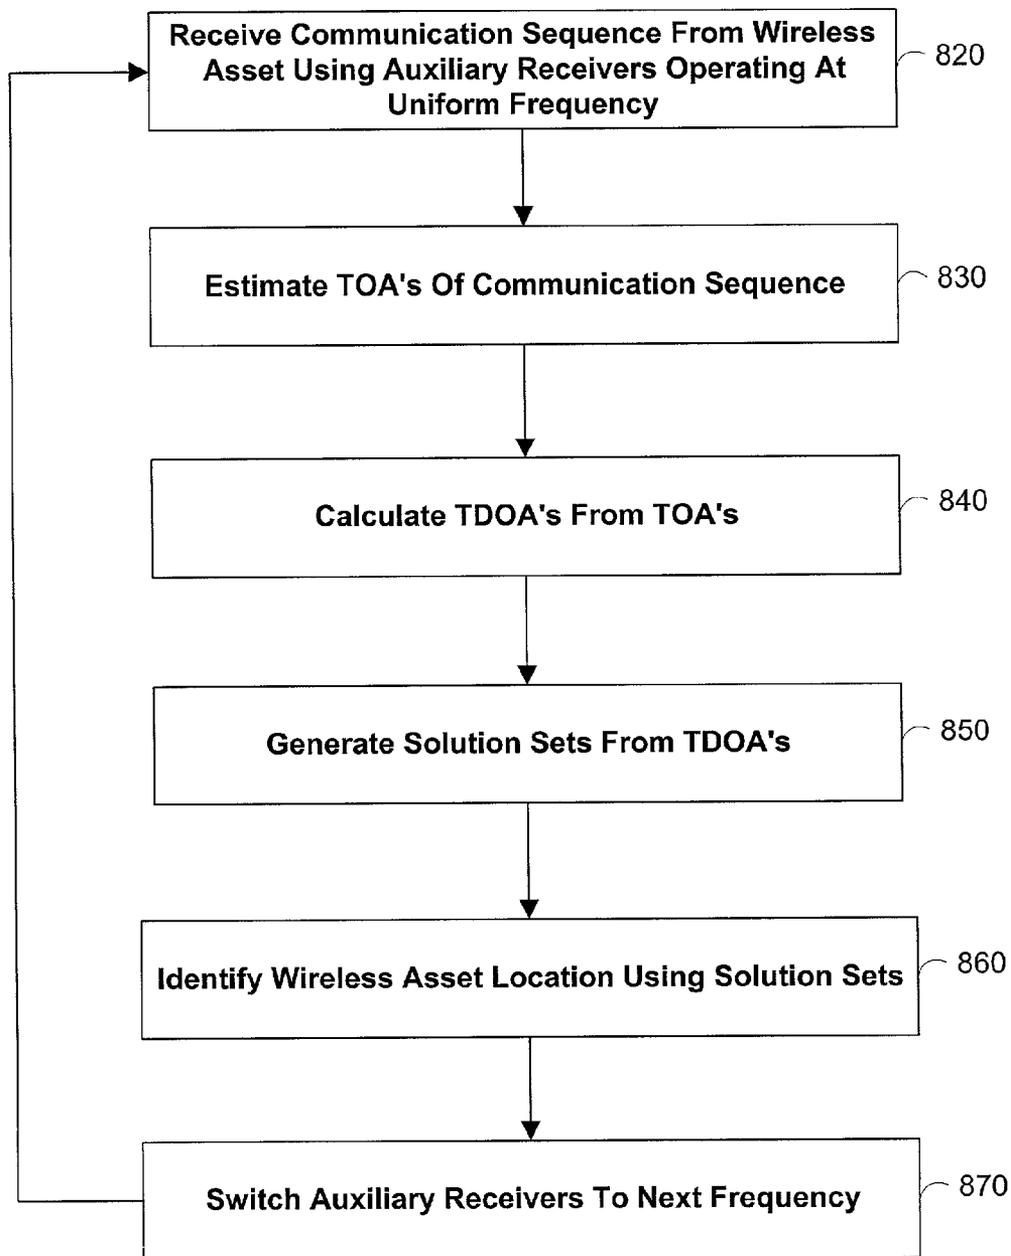 Receive Communication Sequence From Wireless
Asset Using Auxiliary Receivers Operating At
Uniform Frequency
820
Estimate TOA's Of Communication Sequence
830
Calculate TDOA's From TOA's
840
Generate Solution Sets From TDOA's
850
Identify Wireless Asset Location Using Solution Sets
860
Switch Auxiliary Receivers To Next Frequency
870